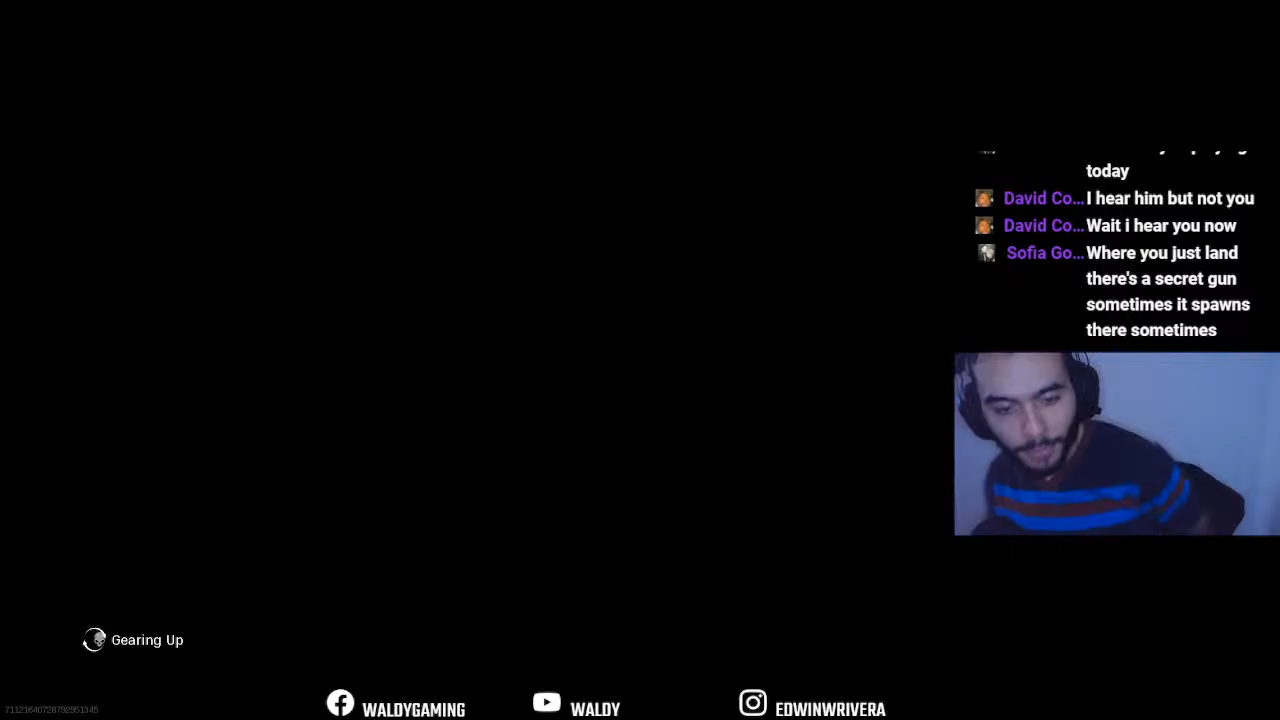 today
David Co... I hear him but not you
David Co... Wait i hear you now
Sofia Go... Where you just land
there's a secret gun
sometimes it spawns
there sometimes
Gearing Up
WALDYGAMING
WALDY
EDWINWRIVERA